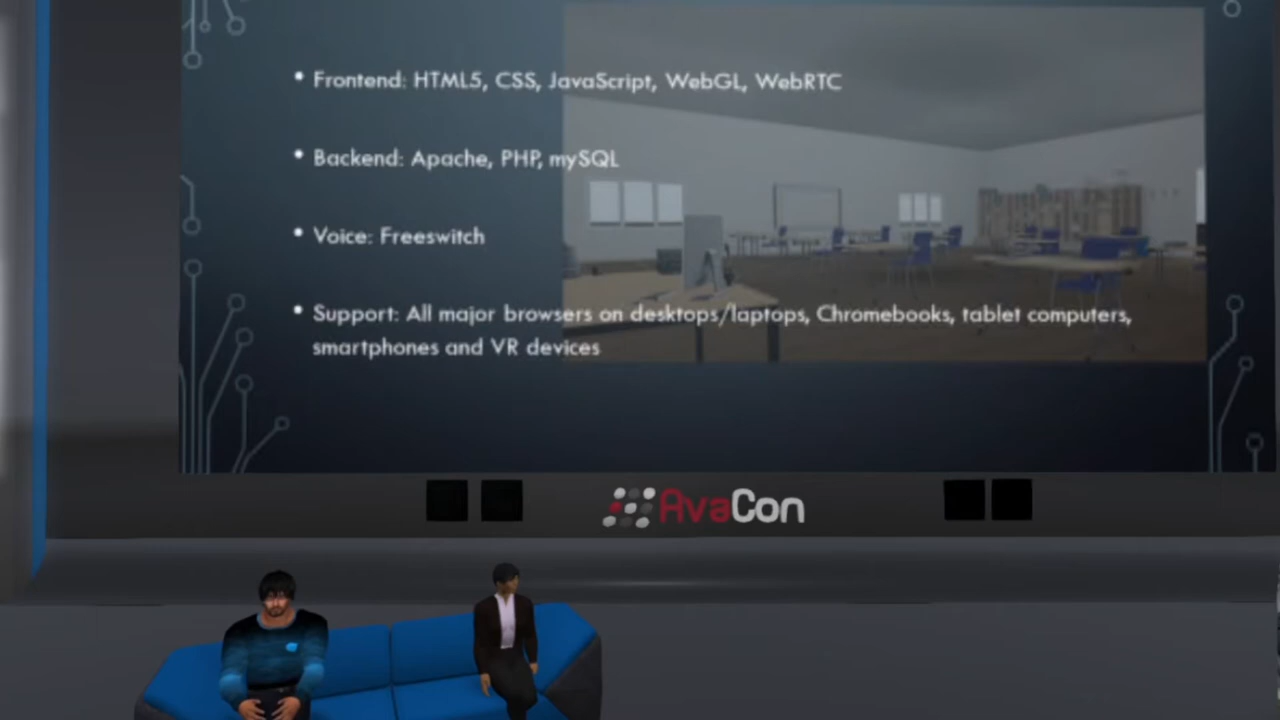 • Frontend: HTML5, CSS, JavaScript, WebGL, WebRTC
• Backend: Apache, PHP, mySQL
• Voice: Freeswitch
• Support: All major browsers on desktops/laptops, Chromebooks, tablet computers,
smartphones and VR devices
AvaCon